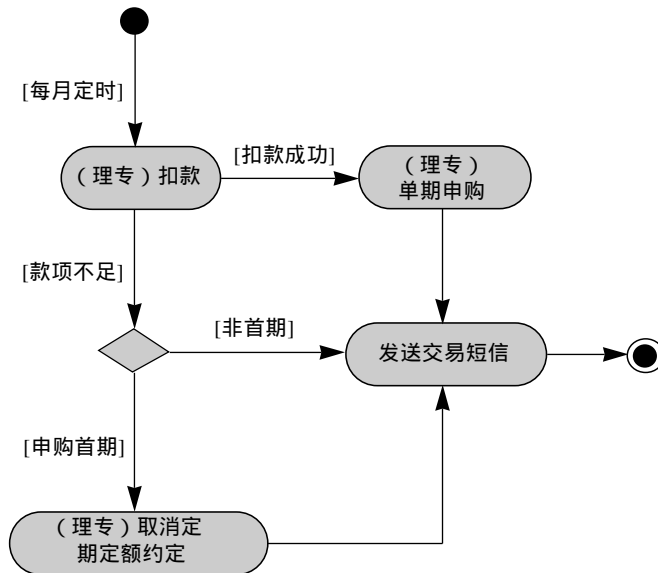 [每月定时]
（理专）扣款
[扣款成功]
（理专）
单期申购
[款项不足]
[非首期]
发送交易短信
[申购首期]
（理专）取消定
期定额约定